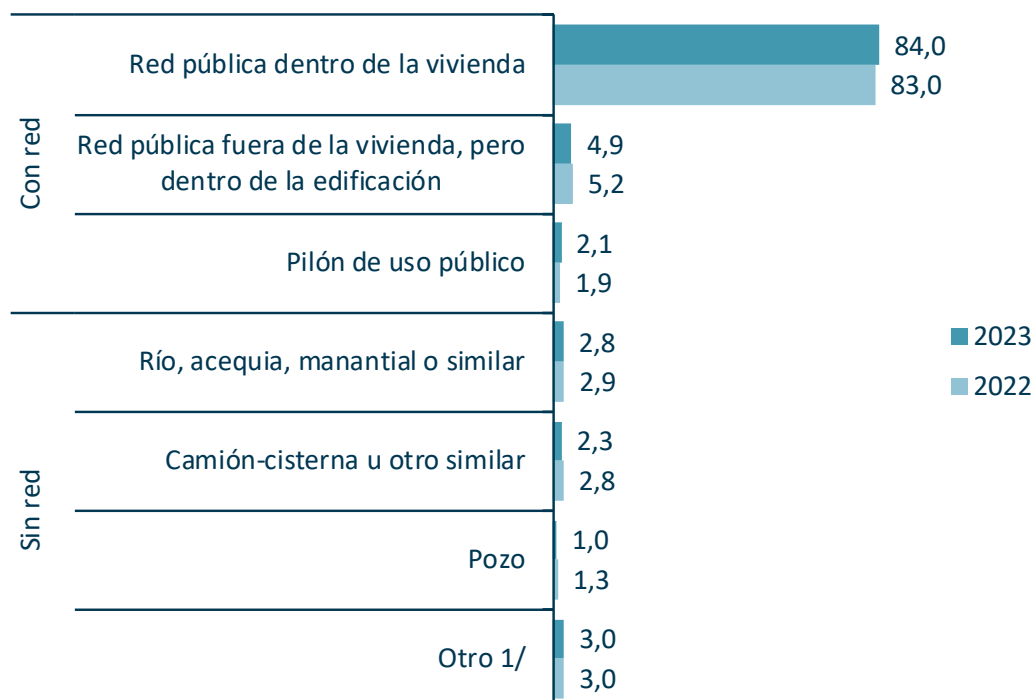 Con red
Red pública dentro de la vivienda
84,0
83,0
Red pública fuera de la vivienda, pero
dentro de la edificación
4,9
5,2
Pilón de uso público
2,1
1,9
Sin red
Río, acequia, manantial o similar
2,8
2,9
Camión-cisterna u otro similar
2,3
2,8
Pozo
1,0
1,3
Otro 1/
3,0
3,0
2023
2022